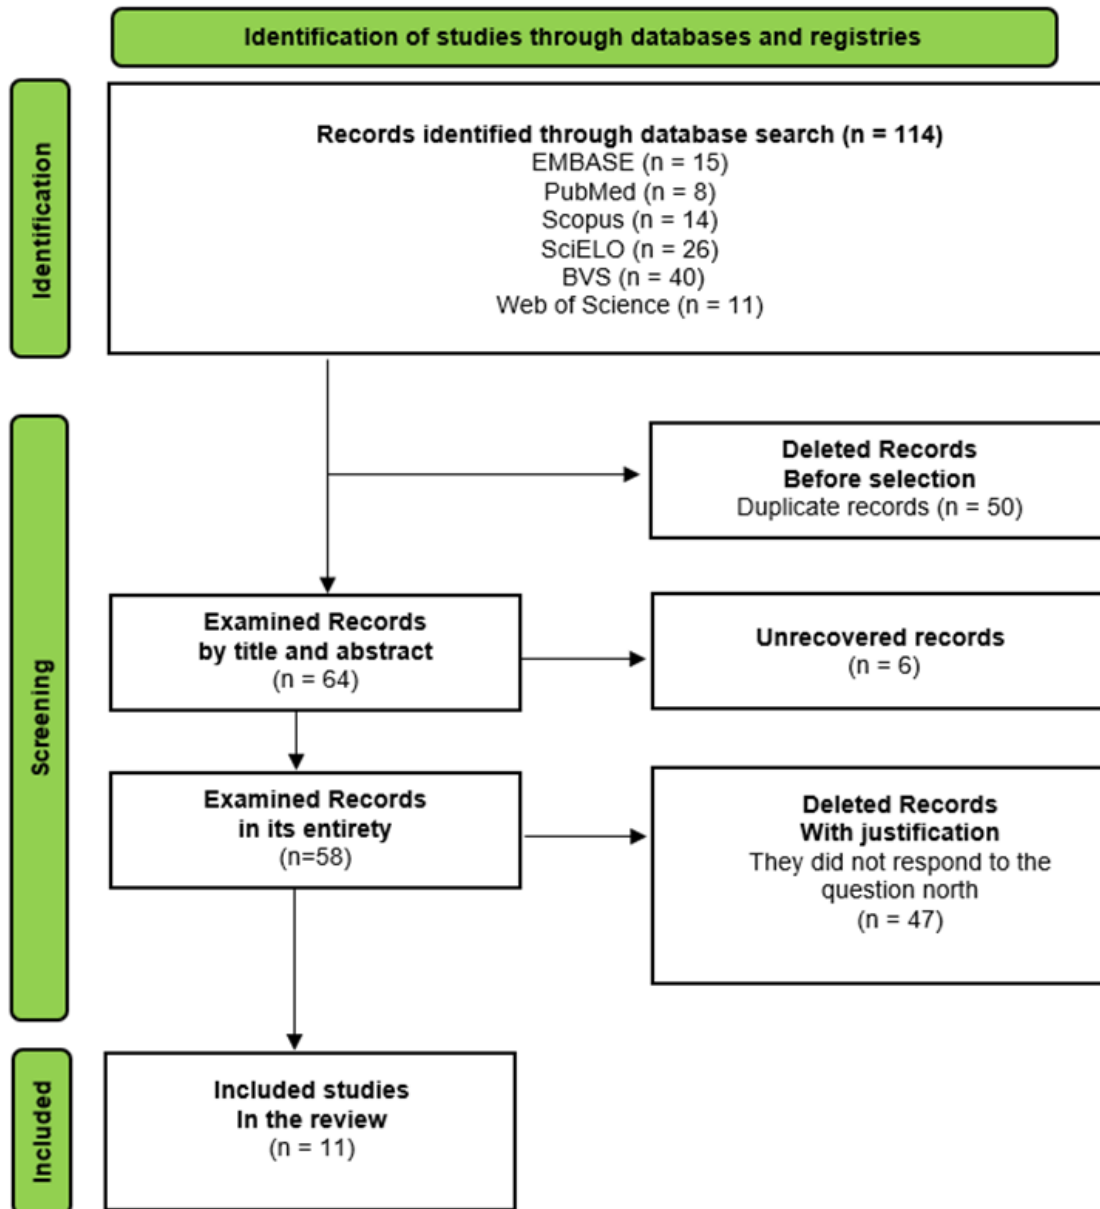 Identification of studies through databases and registries
Identification
Records identified through database search (n = 114)
EMBASE (n = 15)
PubMed (n = 8)
Scopus (n = 14)
SciELO (n = 26)
BVS (n = 40)
Web of Science (n = 11)
Screening
Deleted Records
Before selection
Duplicate records (n = 50)
Examined Records
by title and abstract
(n = 64)
Unrecovered records
(n = 6)
Examined Records
in its entirety
(n=58)
Deleted Records
With justification
They did not respond to the
question north
(n = 47)
Included
Included studies
In the review
(n = 11)